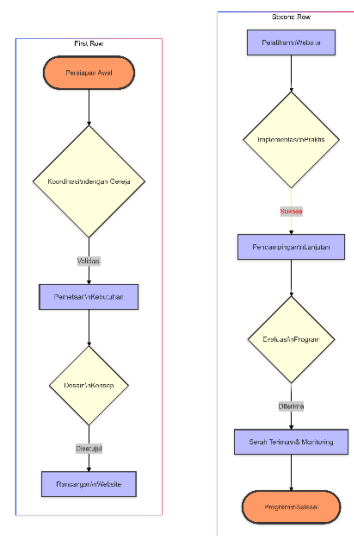 First Row
Persiapan Awal
Koordinasi\ndengan Gereja
Validasi
Pemetaan\nKebutuhan
Desain\nKonsep
Disetujui
Rancangan\nWebsite
Second Row
Pelatihan\nWebsite
Implementasi\nPraktis
Sukses
Pendampingan\nLanjutan
Evaluasi\nProgram
Diterima
Serah Terima\n& Monitoring
Program\nSelesai